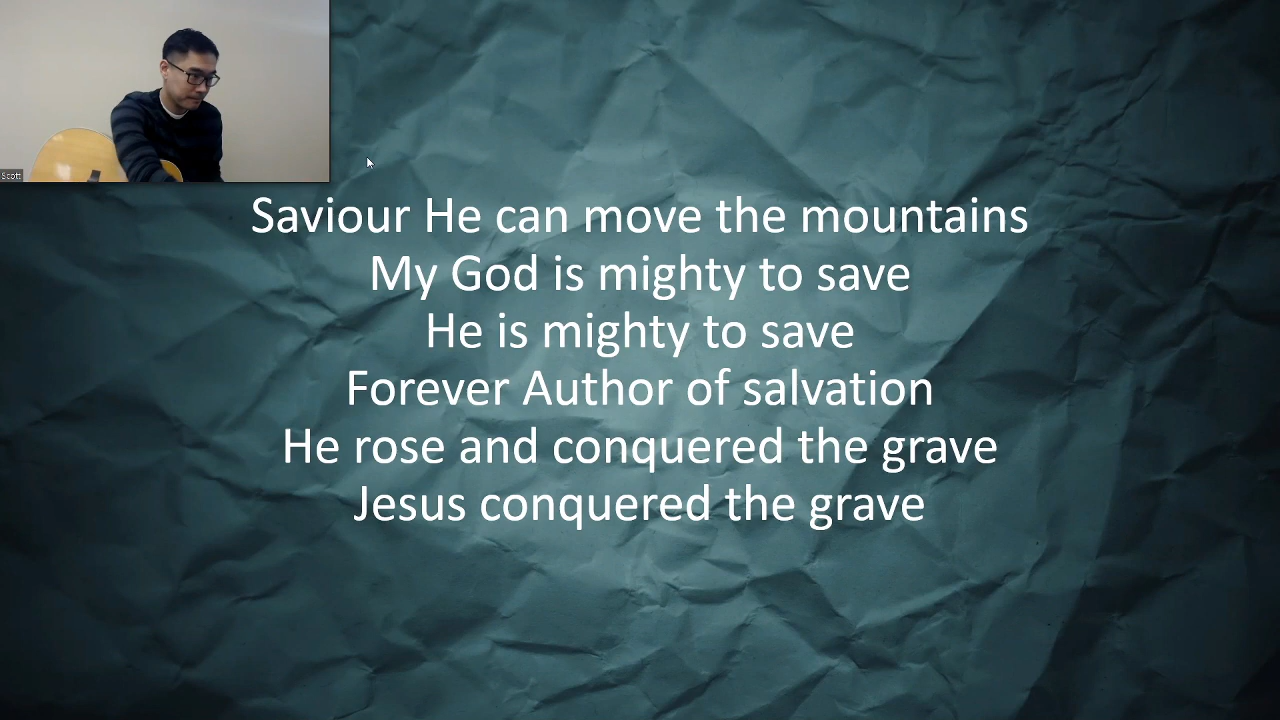 Scott
Saviour He can move the mountains
My God is mighty to save
He is mighty to save
Forever Author of salvation
He rose and conquered the grave
Jesus conquered the grave